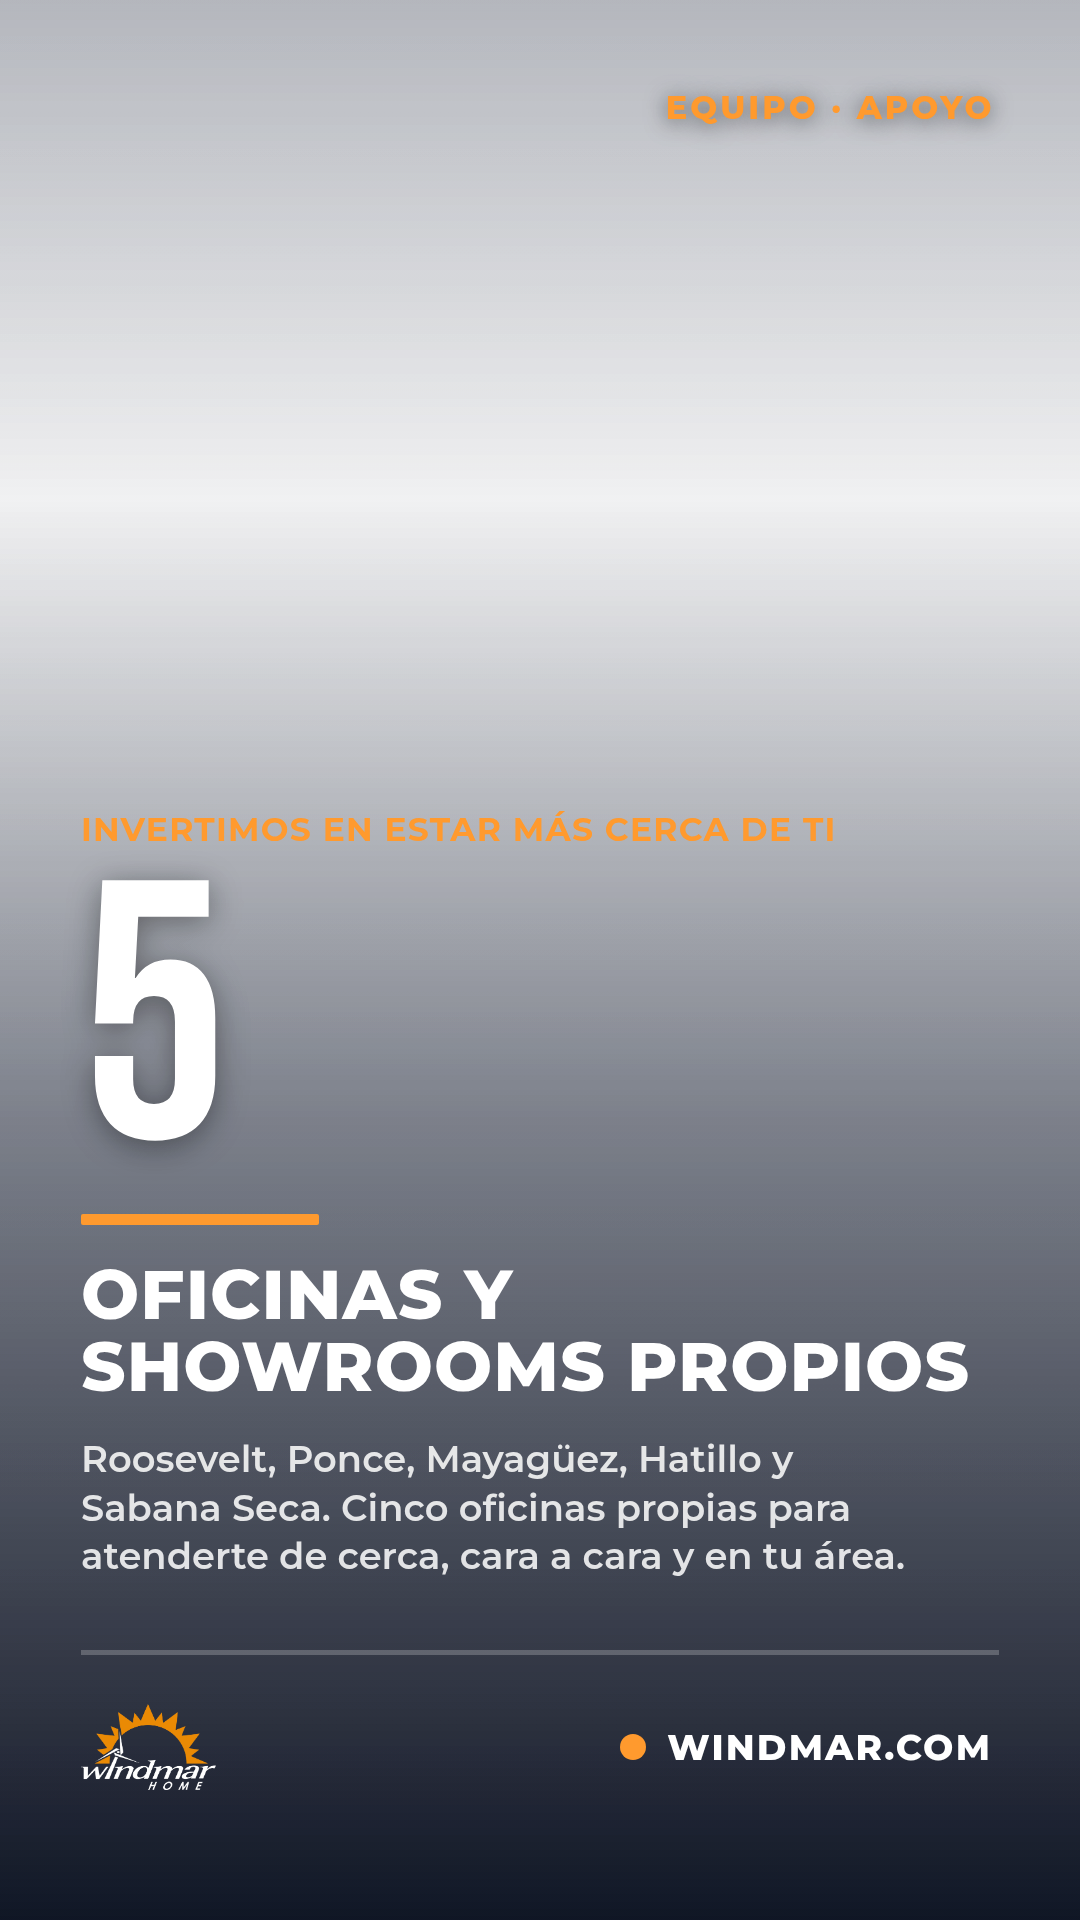 EQUIPO · APOYO
INVERTIMOS EN ESTAR MÁS CERCA DE TI
5
OFICINAS Y
SHOWROOMS PROPIOS
Roosevelt, Ponce, Mayagüez, Hatillo y
Sabana Seca. Cinco oficinas propias para
atenderte de cerca, cara a cara y en tu área.
windmar
HOME
WINDMAR.COM